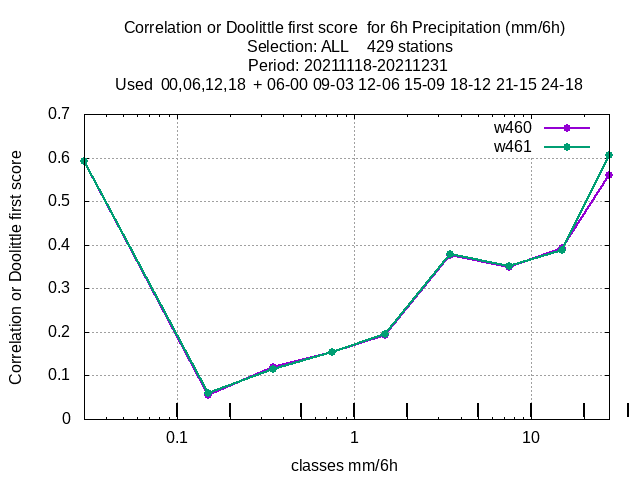 Correlation or Doolittle first score  for 6h Precipitation (mm/6h)
Selection: ALL    429 stations
Period: 20211118-20211231
Used  00,06,12,18  + 06-00 09-03 12-06 15-09 18-12 21-15 24-18
w460
w461
Correlation or Doolittle first score
0.7
0.6
0.5
0.4
0.3
0.2
0.1
0
0.1
1
10
classes mm/6h